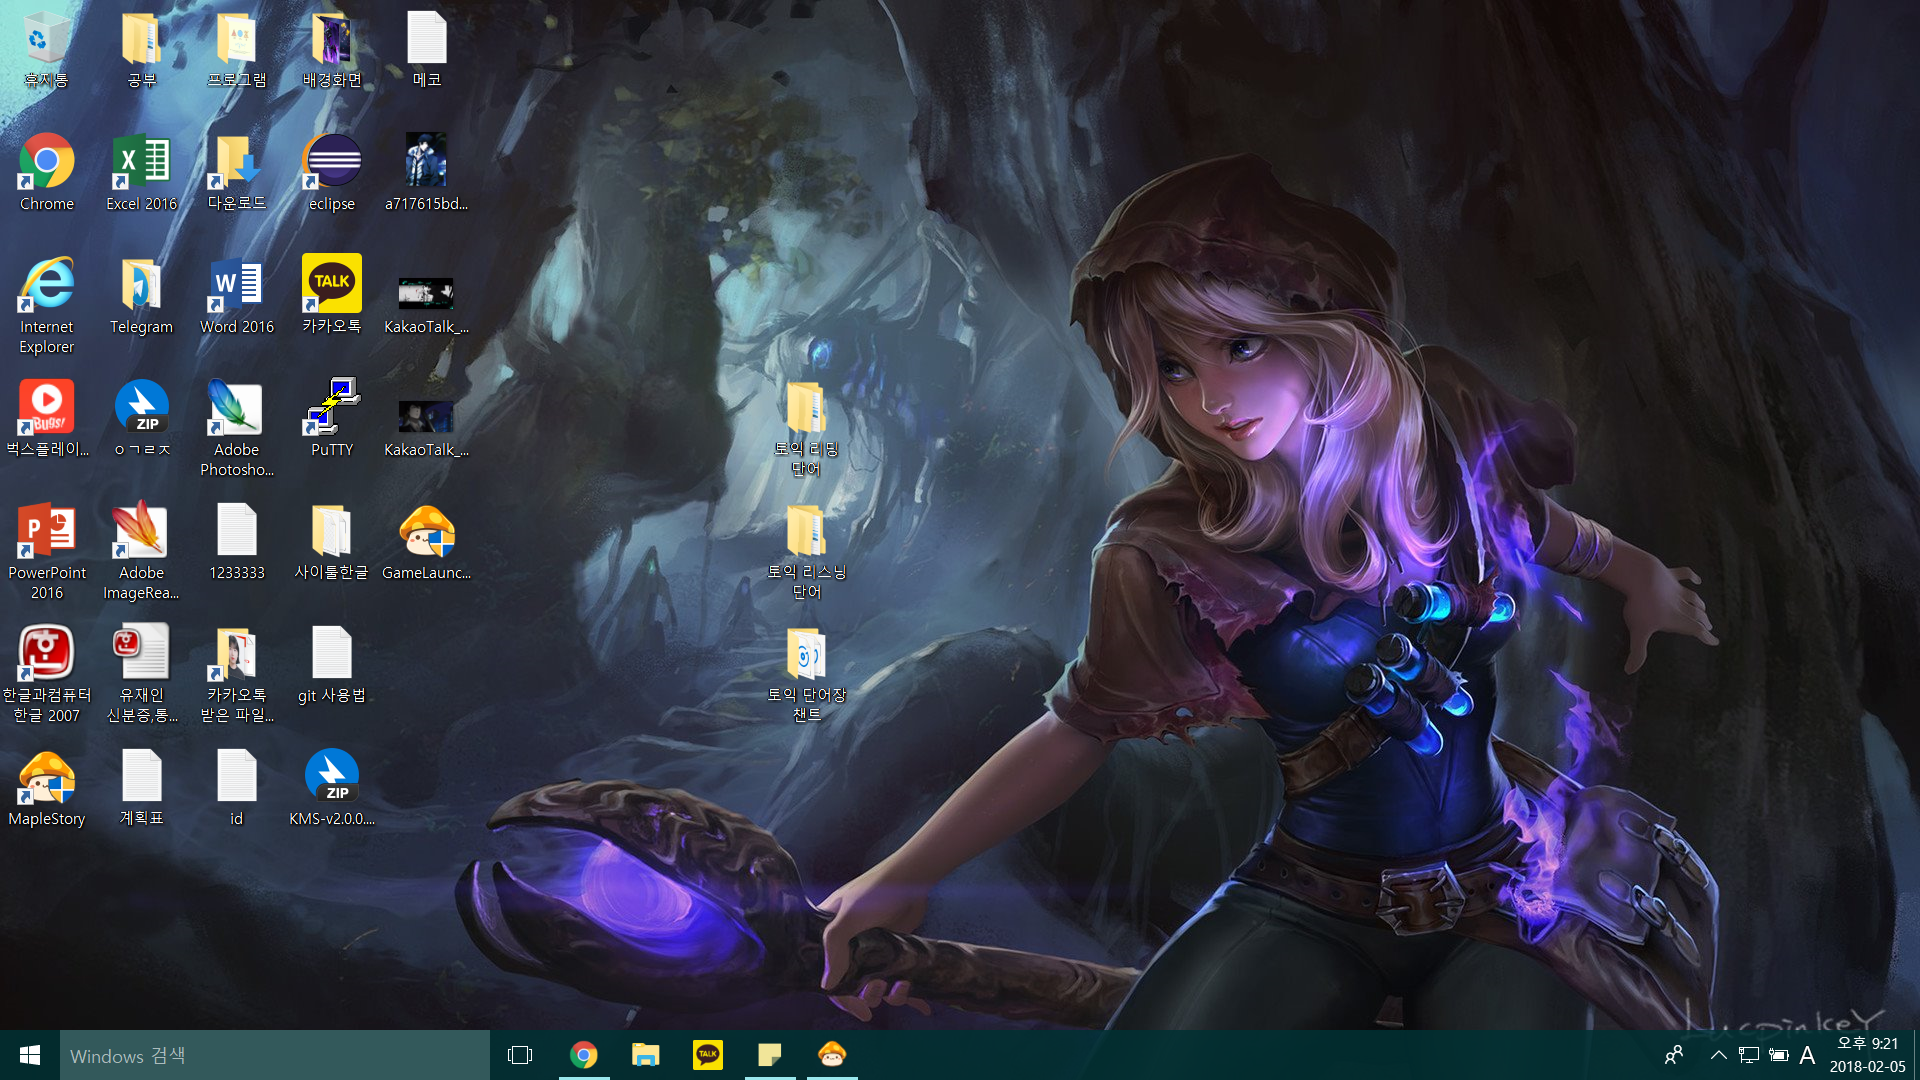 휴지통
공부
프로그램
배경화면
메코
Chrome
Excel 2016
다운로드
eclipse
a717615bd...
Internet
Explorer
Telegram
Word 2016
TALK
카카오톡
KakaoTalk_...
Bugs!
벅스플레이...
ZIP
ㅇㄱㄹㅈ
Adobe
Photosho...
PuTTY
KakaoTalk_...
PowerPoint
2016
Adobe
ImageRea...
1233333
사이툴한글
GameLaunc...
한글과컴퓨터
한글 2007
유재인
신분증,통...
카카오톡
받은 파일...
git 사용법
MapleStory
계획표
id
ZIP
KMS-v2.0.0....
토익 리딩
단어
토익 리스닝
단어
토익 단어장
챈트
Windows 검색
TALK
A
오후 9:21
2018-02-05